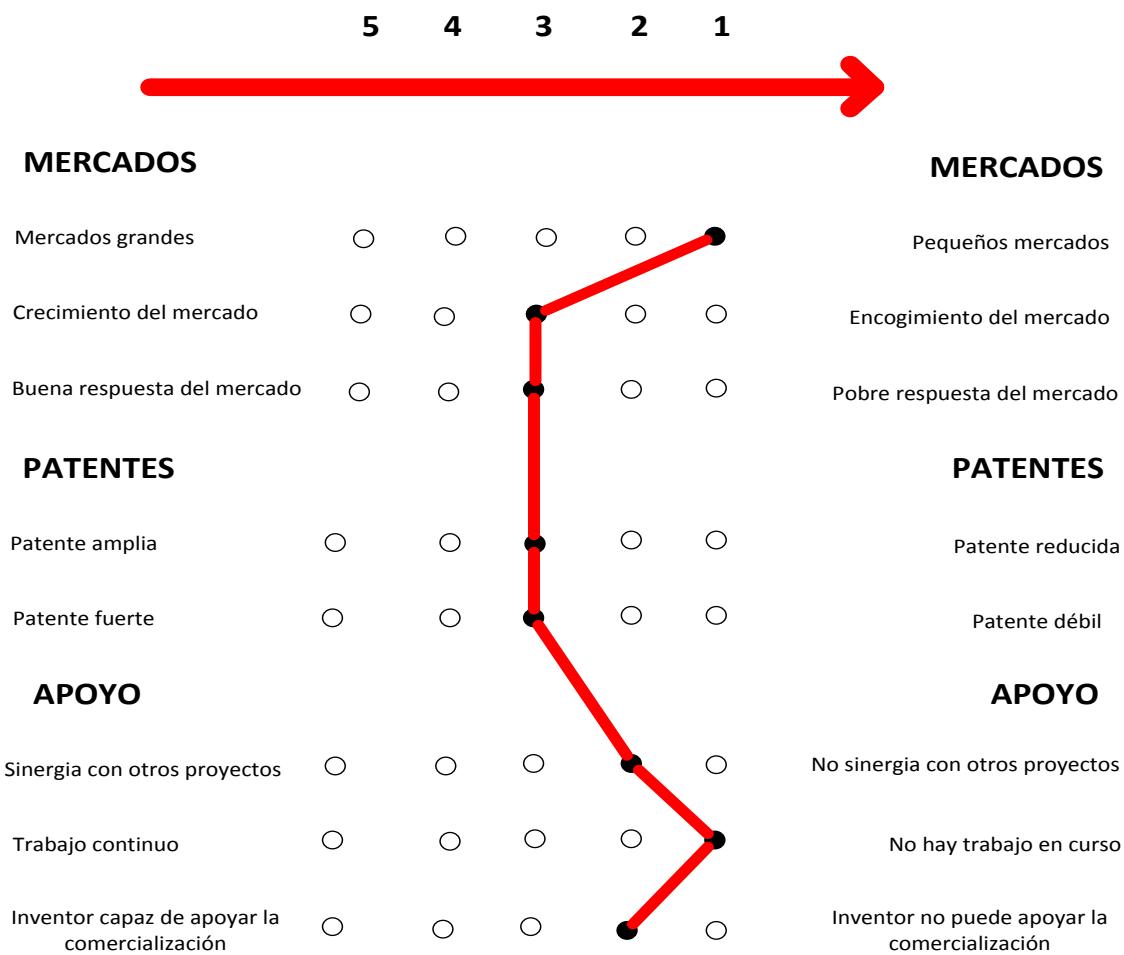 5 4 3 2 1
MERCADOS MERCADOS
Mercados grandes Pequeños mercados
Crecimiento del mercado Encogimiento del mercado
Buena respuesta del mercado Pobre respuesta del mercado
PATENTES PATENTES
Patente amplia Patente reducida
Patente fuerte Patente débil
APOYO APOYO
Sinergia con otros proyectos No sinergia con otros proyectos
Trabajo continuo No hay trabajo en curso
Inventor capaz de apoyar la Inventor no puede apoyar la
comercialización comercialización